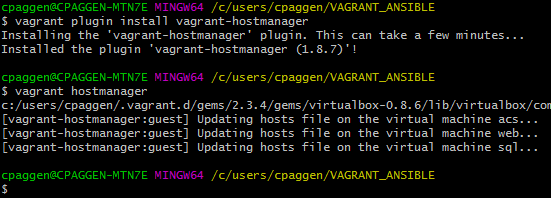 cpaggen@CPAGGEN-MTN7E MINGW64 /c/users/cpaggen/VAGRANT_ANSIBLE
$ vagrant plugin install vagrant-hostmanager
Installing the 'vagrant-hostmanager' plugin. This can take a few minutes...
Installed the plugin 'vagrant-hostmanager (1.8.7)'!
cpaggen@CPAGGEN-MTN7E MINGW64 /c/users/cpaggen/VAGRANT_ANSIBLE
$ vagrant hostmanager
c:/users/cpaggen/.vagrant.d/gems/2.3.4/gems/virtualbox-0.8.6/lib/virtualbox/com
[vagrant-hostmanager:guest] Updating hosts file on the virtual machine acs...
[vagrant-hostmanager:guest] Updating hosts file on the virtual machine web...
[vagrant-hostmanager:guest] Updating hosts file on the virtual machine sql...
cpaggen@CPAGGEN-MTN7E MINGW64 /c/users/cpaggen/VAGRANT_ANSIBLE
$